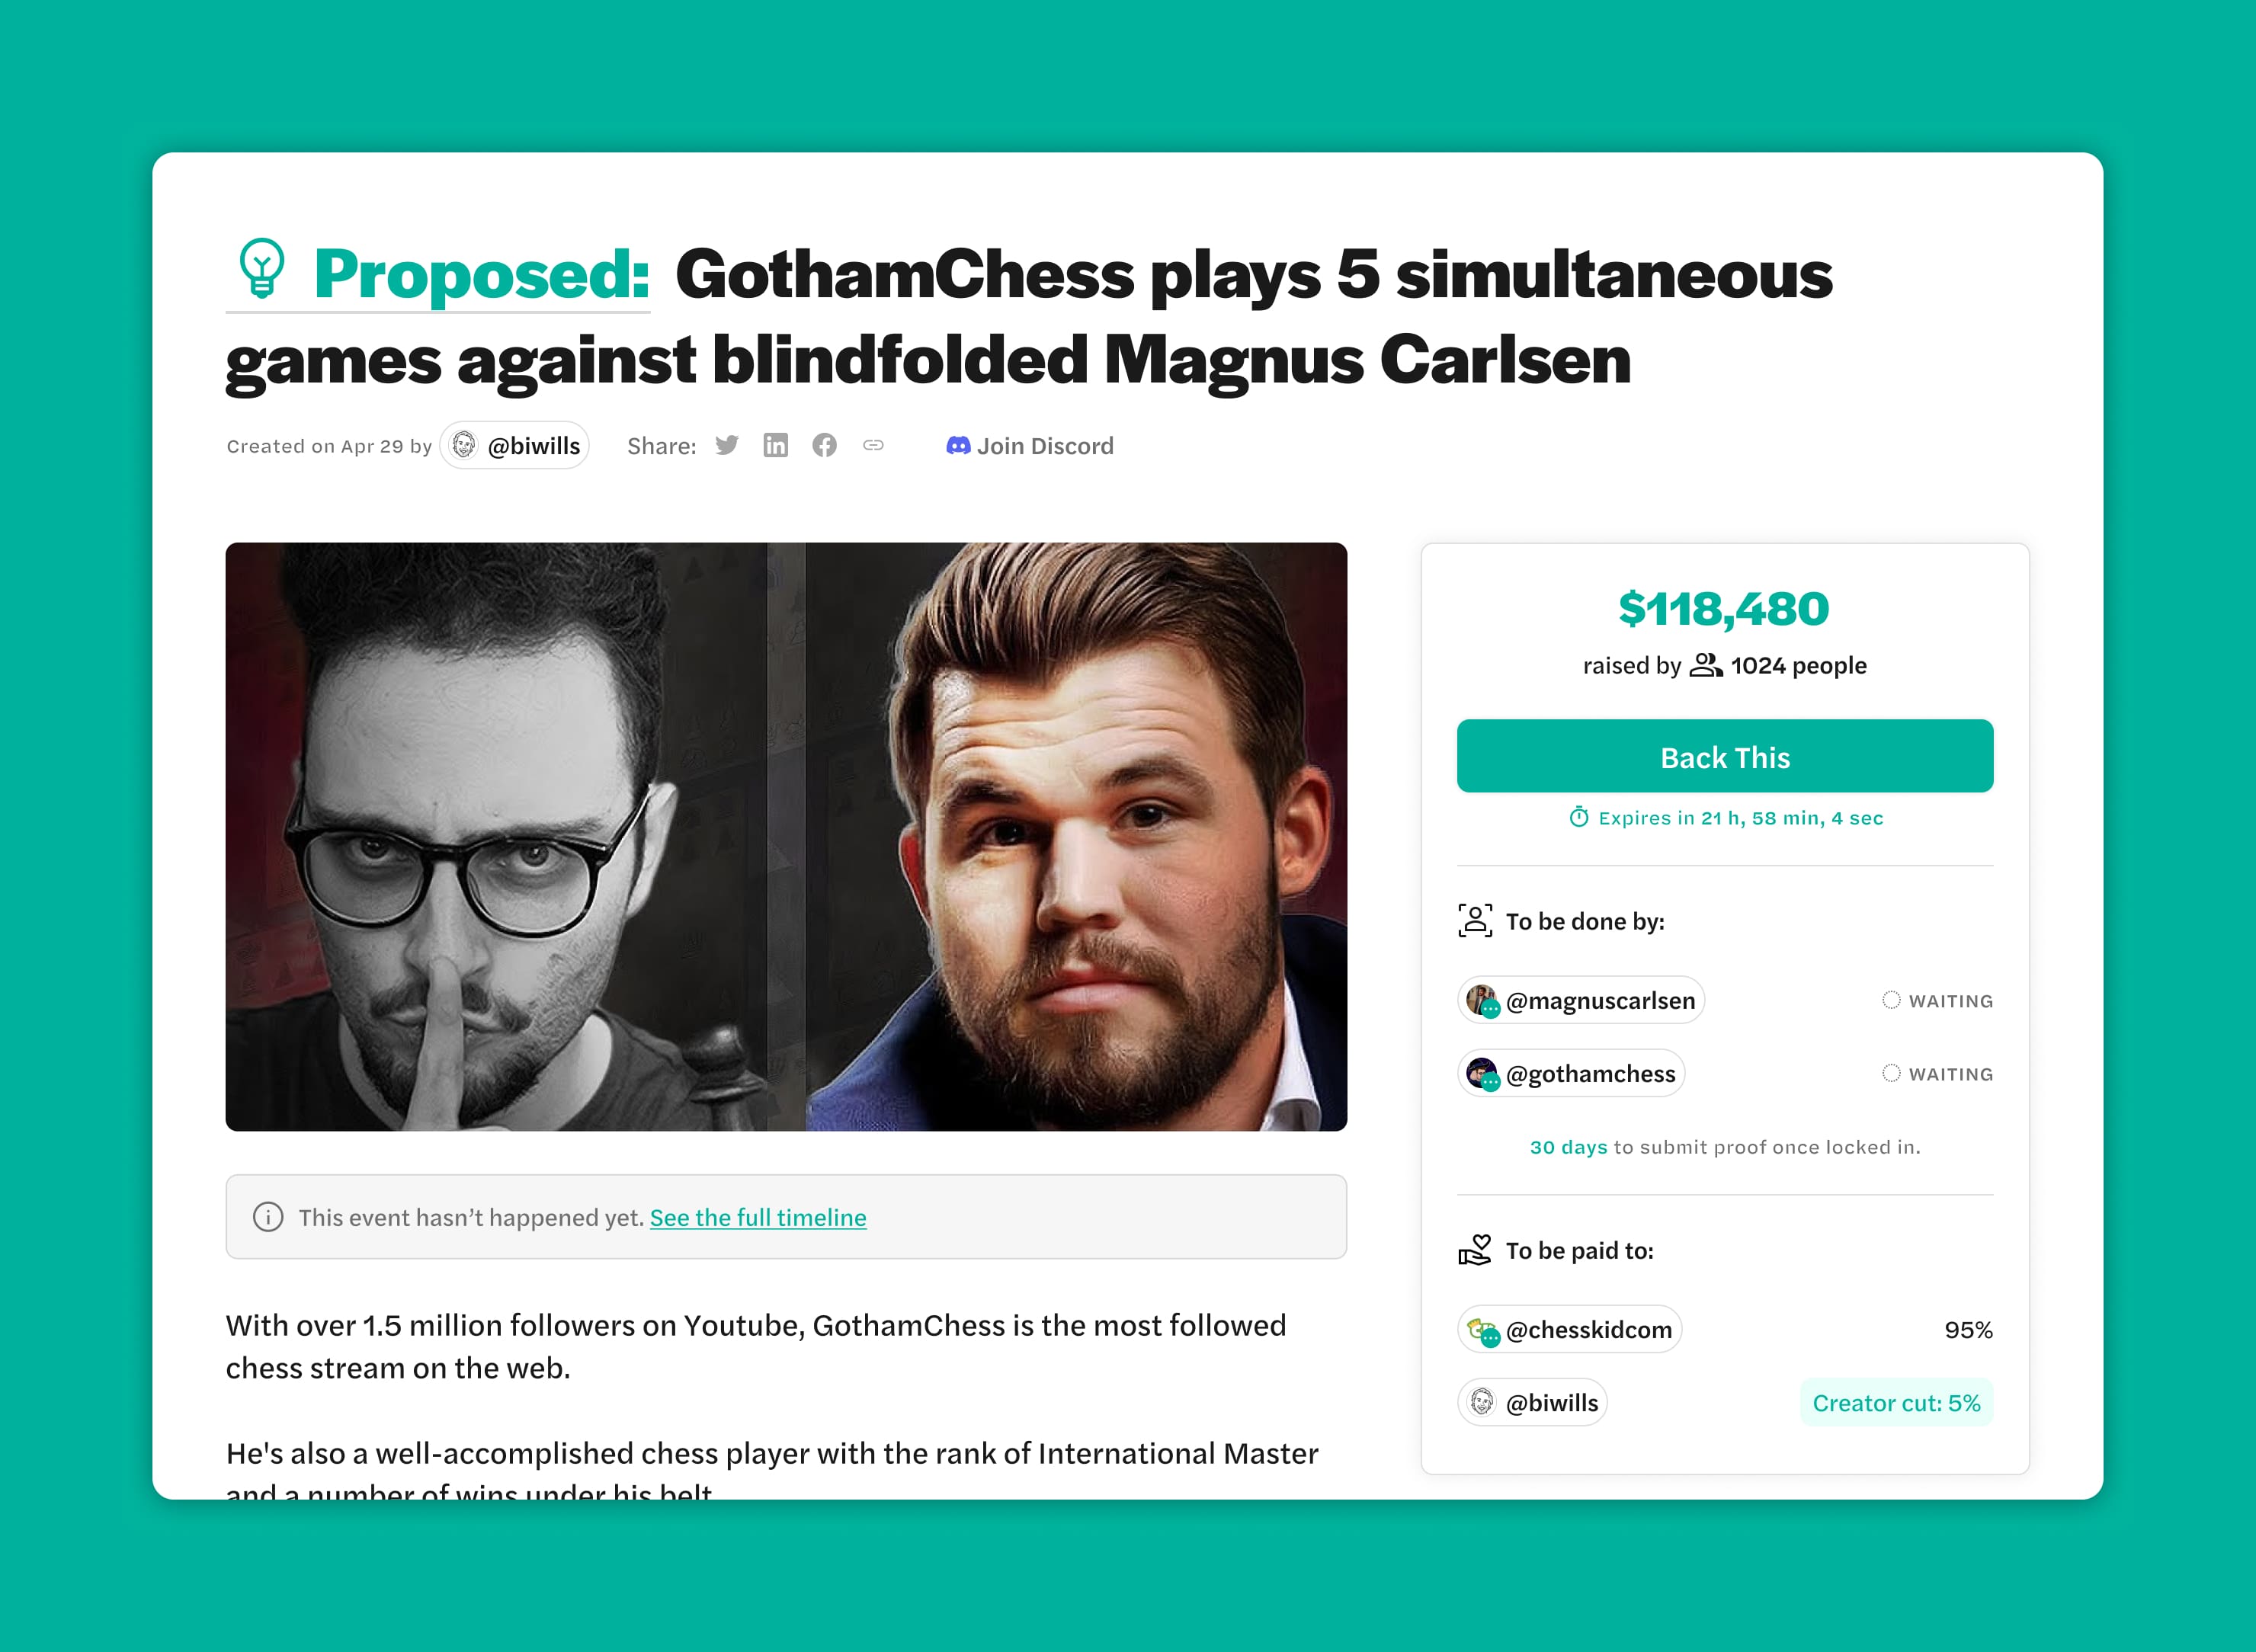 Proposed: GothamChess plays 5 simultaneous
games against blindfolded Magnus Carlsen
Created on Apr 29 by @biwills Share: Join Discord
$118,480
raised by 1024 people
Back This
Expires in 21 h, 58 min, 4 sec
To be done by:
@magnuscarlsen WAITING
@gothamchess WAITING
30 days to submit proof once locked in.
To be paid to:
@chesskidcom 95%
@biwills Creator cut: 5%
This event hasn’t happened yet. See the full timeline
With over 1.5 million followers on Youtube, GothamChess is the most followed
chess stream on the web.
He's also a well-accomplished chess player with the rank of International Master
and a number of wins under his belt